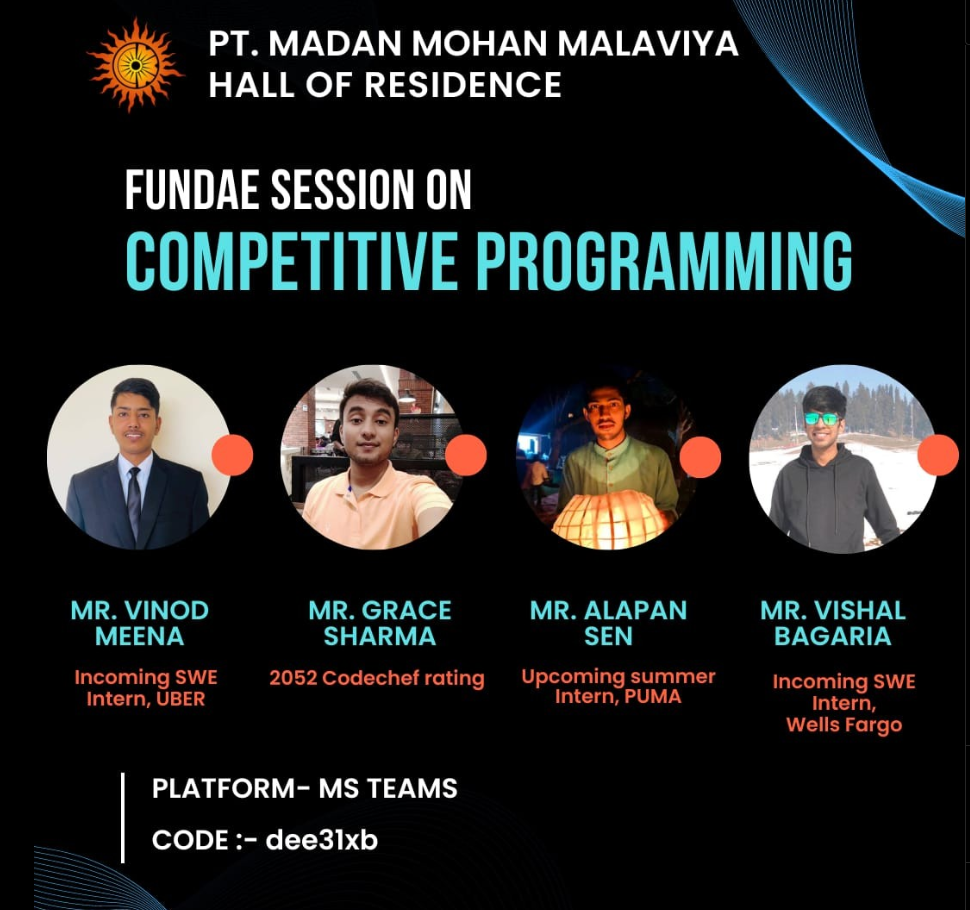 PT. MADAN MOHAN MALAVIYA
HALL OF RESIDENCE
FUNDAE SESSION ON
COMPETITIVE PROGRAMMING
MR. VINOD
MEENA
Incoming SWE
Intern, UBER
MR. GRACE
SHARMA
2052 Codechef rating
MR. ALAPAN
SEN
Upcoming summer
Intern, PUMA
MR. VISHAL
BAGARIA
Incoming SWE
Intern,
Wells Fargo
PLATFORM- MS TEAMS
CODE :- dee31xb